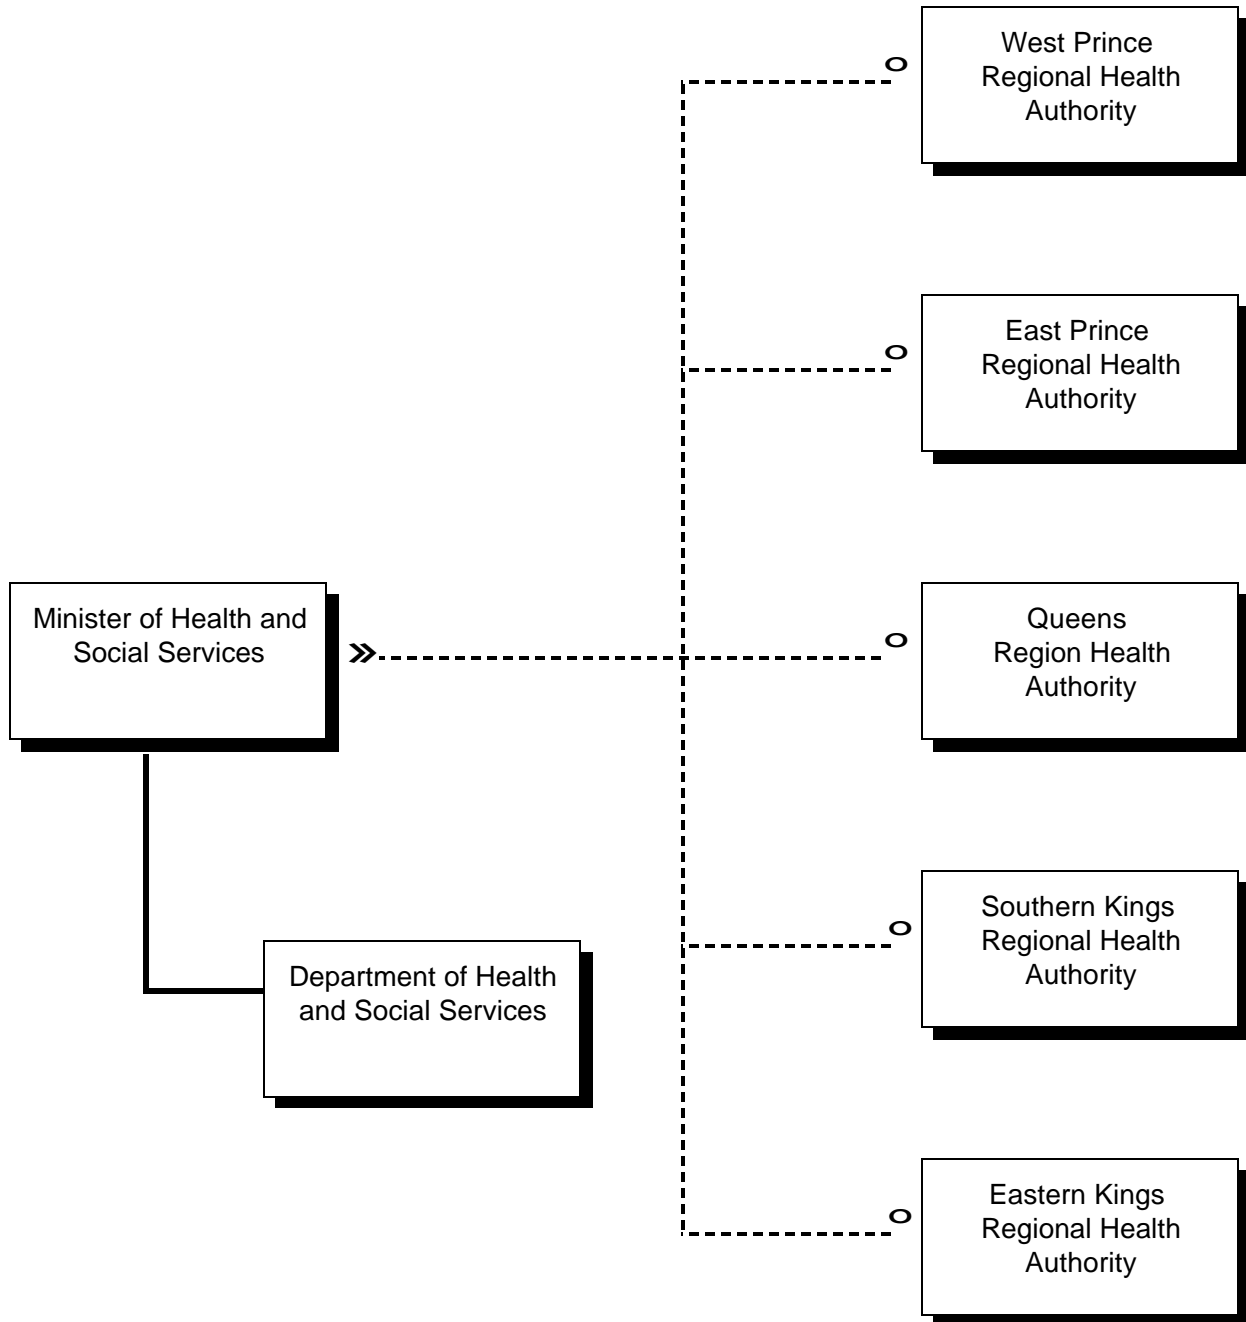 West Prince
Regional Health
Authority
East Prince
Regional Health
Authority
Minister of Health and
Social Services
Queens
Region Health
Authority
Southern Kings
Regional Health
Authority
Department of Health
and Social Services
Eastern Kings
Regional Health
Authority